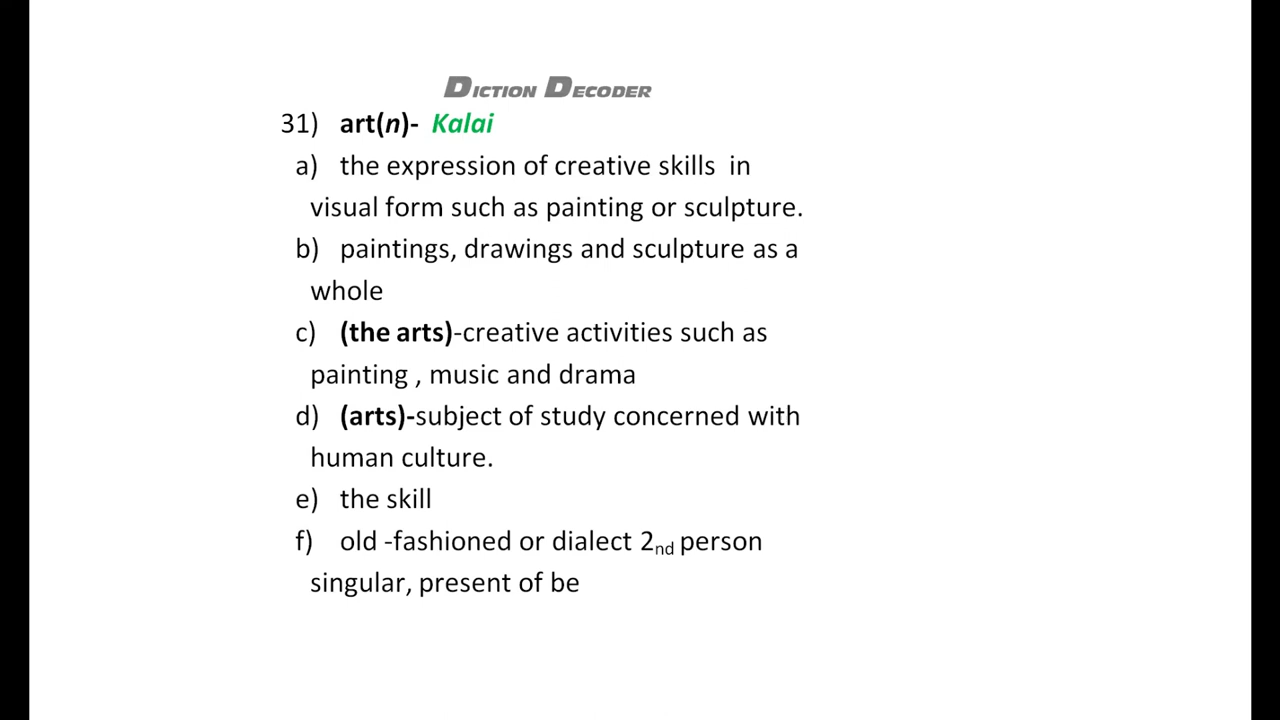 DICTION DECODER
31) art(n)- Kalai
a) the expression of creative skills in
visual form such as painting or sculpture.
b) paintings, drawings and sculpture as a
whole
c) (the arts)-creative activities such as
painting , music and drama
d) (arts)-subject of study concerned with
human culture.
e) the skill
f) old -fashioned or dialect 2nd person
singular, present of be